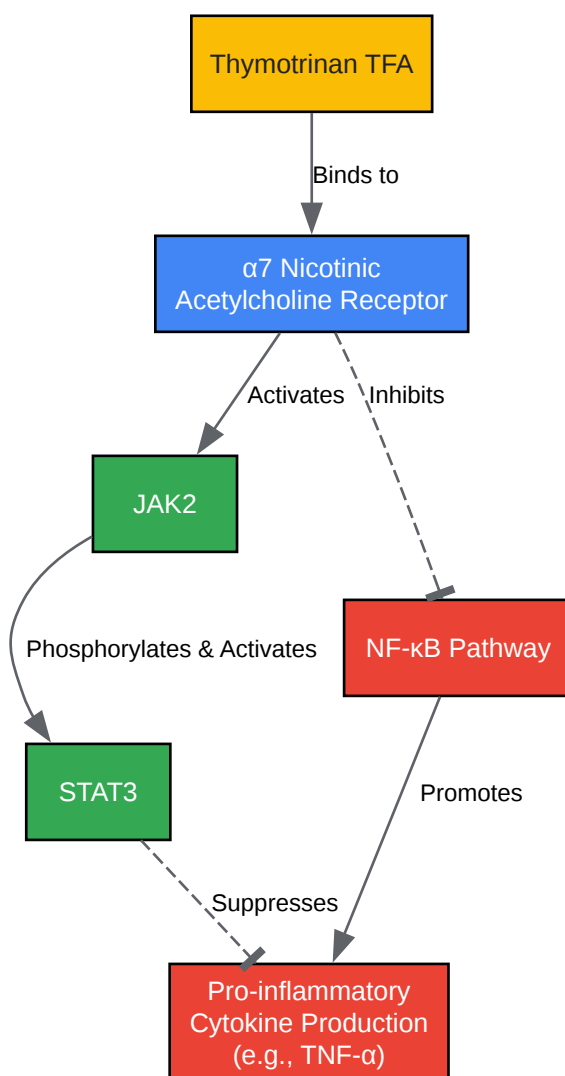 Thymotrinan TFA
Binds to
α7 Nicotinic
Acetylcholine Receptor
Activates
Inhibits
JAK2
Phosphorylates & Activates
NF-κB Pathway
STAT3
Promotes
Suppresses
Pro-inflammatory
Cytokine Production
(e.g., TNF-α)